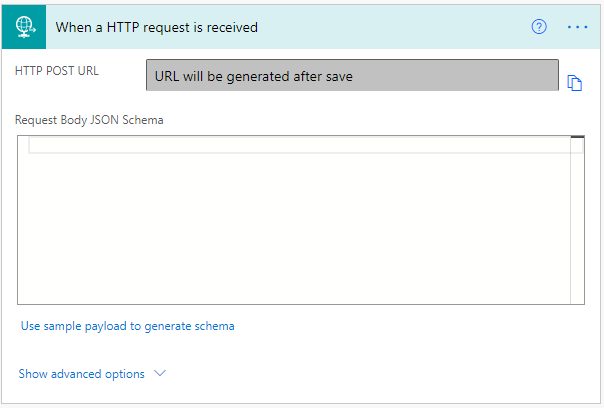 When a HTTP request is received
HTTP POST URL
URL will be generated after save
Request Body JSON Schema
Use sample payload to generate schema
Show advanced options